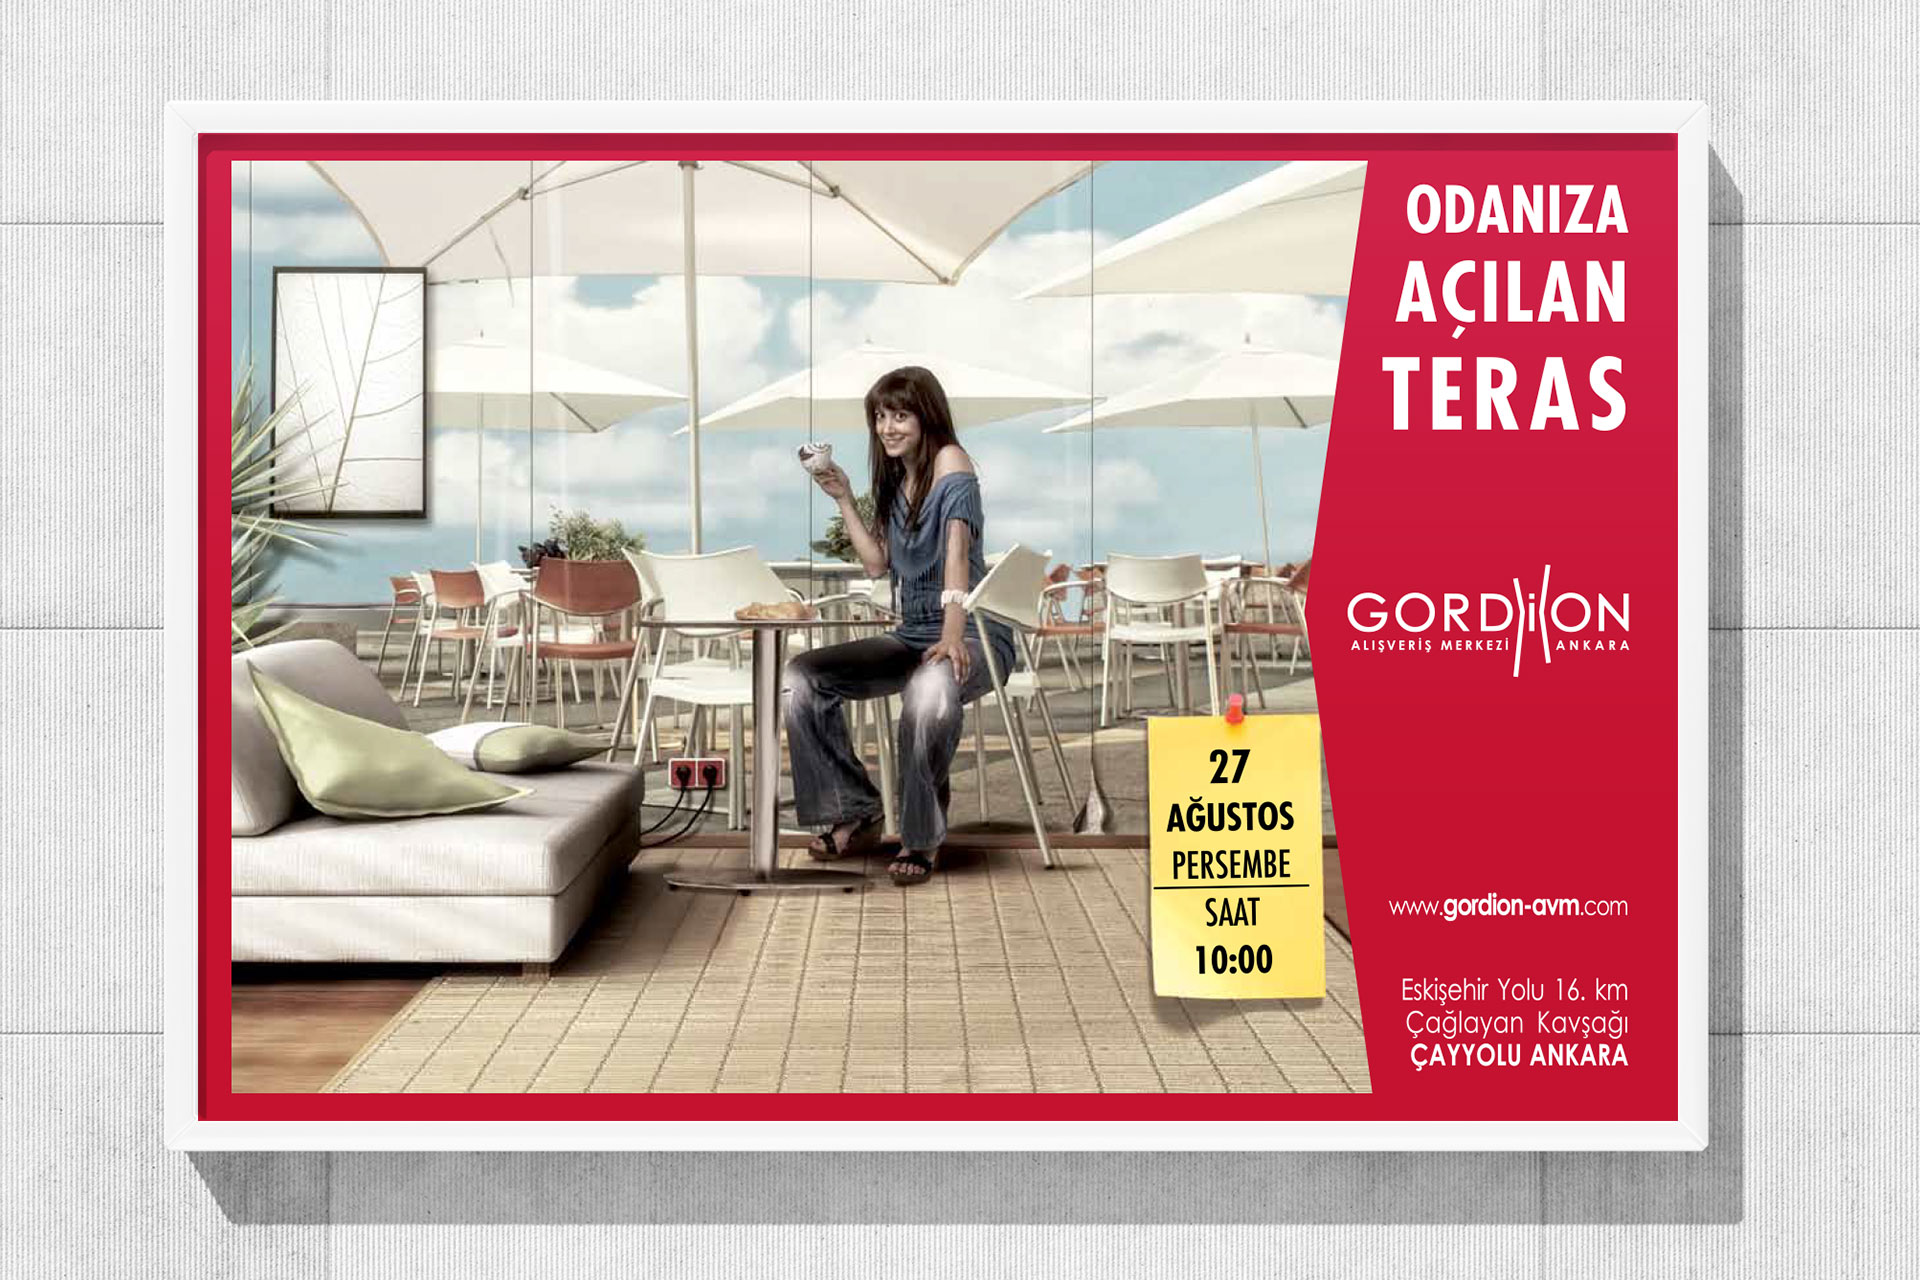 ODANIZA
AÇILAN
TERAS
GORDiON
ALIŞVERİŞ MERKEZİ ANKARA
27
AĞUSTOS
PERSEMBE
SAAT
10:00
www.gordion-avm.com
Eskişehir Yolu 16. km
Çağlayan Kavşağı
ÇAYYOLU ANKARA